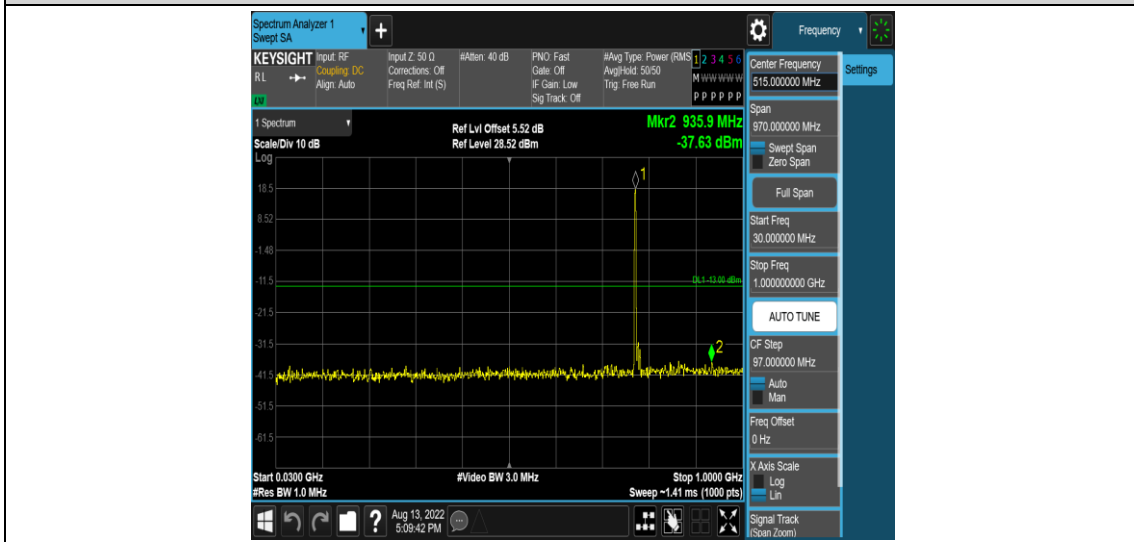 Spectrum Analyzer 1
Swept SA
Frequency
KEYSIGHT
RL
Input: RF
Coupling: DC
Align: Auto
Input Z: 50 Ω
Corrections: Off
Freq Ref: Int (S)
#Atten: 40 dB
PNO: Fast
Gate: Off
IF Gain: Low
Sig Track: Off
#Avg Type: Power (RMS
Avg|Hold: 50/50
Trig: Free Run
1 2 3 4 5 6
M W W W W W
P P P P P P
1 Spectrum
Scale/Div 10 dB
Log
Ref Lvl Offset 5.52 dB
Ref Level 28.52 dBm
Mkr2 935.9 MHz
-37.63 dBm
18.5
8.52
-1.48
-11.5
-21.5
-31.5
-41.5
-51.5
-61.5
1
DL1 -13.00 dBm
2
Start 0.0300 GHz
#Res BW 1.0 MHz
#Video BW 3.0 MHz
Stop 1.0000 GHz
Sweep ~1.41 ms (1000 pts)
Aug 13, 2022
5:09:42 PM
Center Frequency
515.000000 MHz
Settings
Span
970.000000 MHz
Swept Span
Zero Span
Full Span
Start Freq
30.000000 MHz
Stop Freq
1.000000000 GHz
AUTO TUNE
CF Step
97.000000 MHz
Auto
Man
Freq Offset
0 Hz
X Axis Scale
Log
Lin
Signal Track
(Span Zoom)